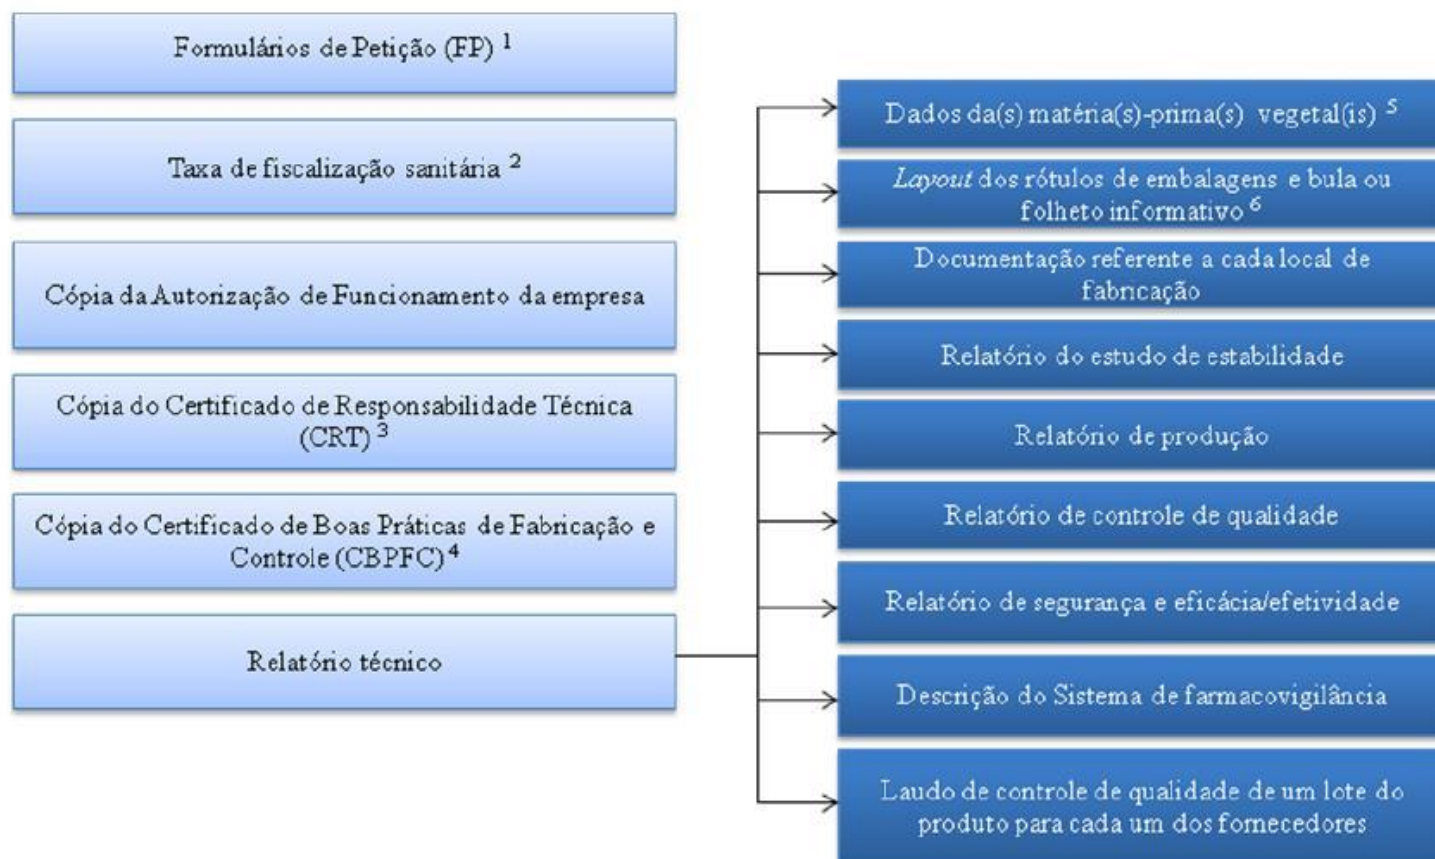 Formulários de Petição (FP) ¹
Taxa de fiscalização sanitária ²
Cópia da Autorização de Funcionamento da empresa
Cópia do Certificado de Responsabilidade Técnica
(CRT) ³
Cópia do Certificado de Boas Práticas de Fabricação e
Controle (CBPFC) ⁴
Relatório técnico
Dados da(s) matéria(s)-prima(s) vegetal(is) ⁵
Layout dos rótulos de embalagens e bula ou
folheto informativo ⁶
Documentação referente a cada local de
fabricação
Relatório do estudo de estabilidade
Relatório de produção
Relatório de controle de qualidade
Relatório de segurança e eficácia/efetividade
Descrição do Sistema de farmacovigilância
Laudo de controle de qualidade de um lote do
produto para cada um dos fornecedores